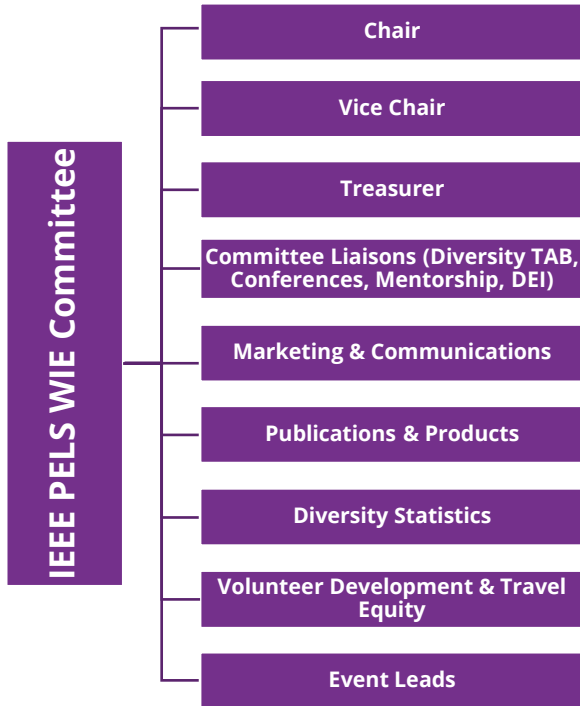 IEEE PELS WIE Committee
Chair
Vice Chair
Treasurer
Committee Liaisons (Diversity TAB,
Conferences, Mentorship, DEI)
Marketing & Communications
Publications & Products
Diversity Statistics
Volunteer Development & Travel
Equity
Event Leads